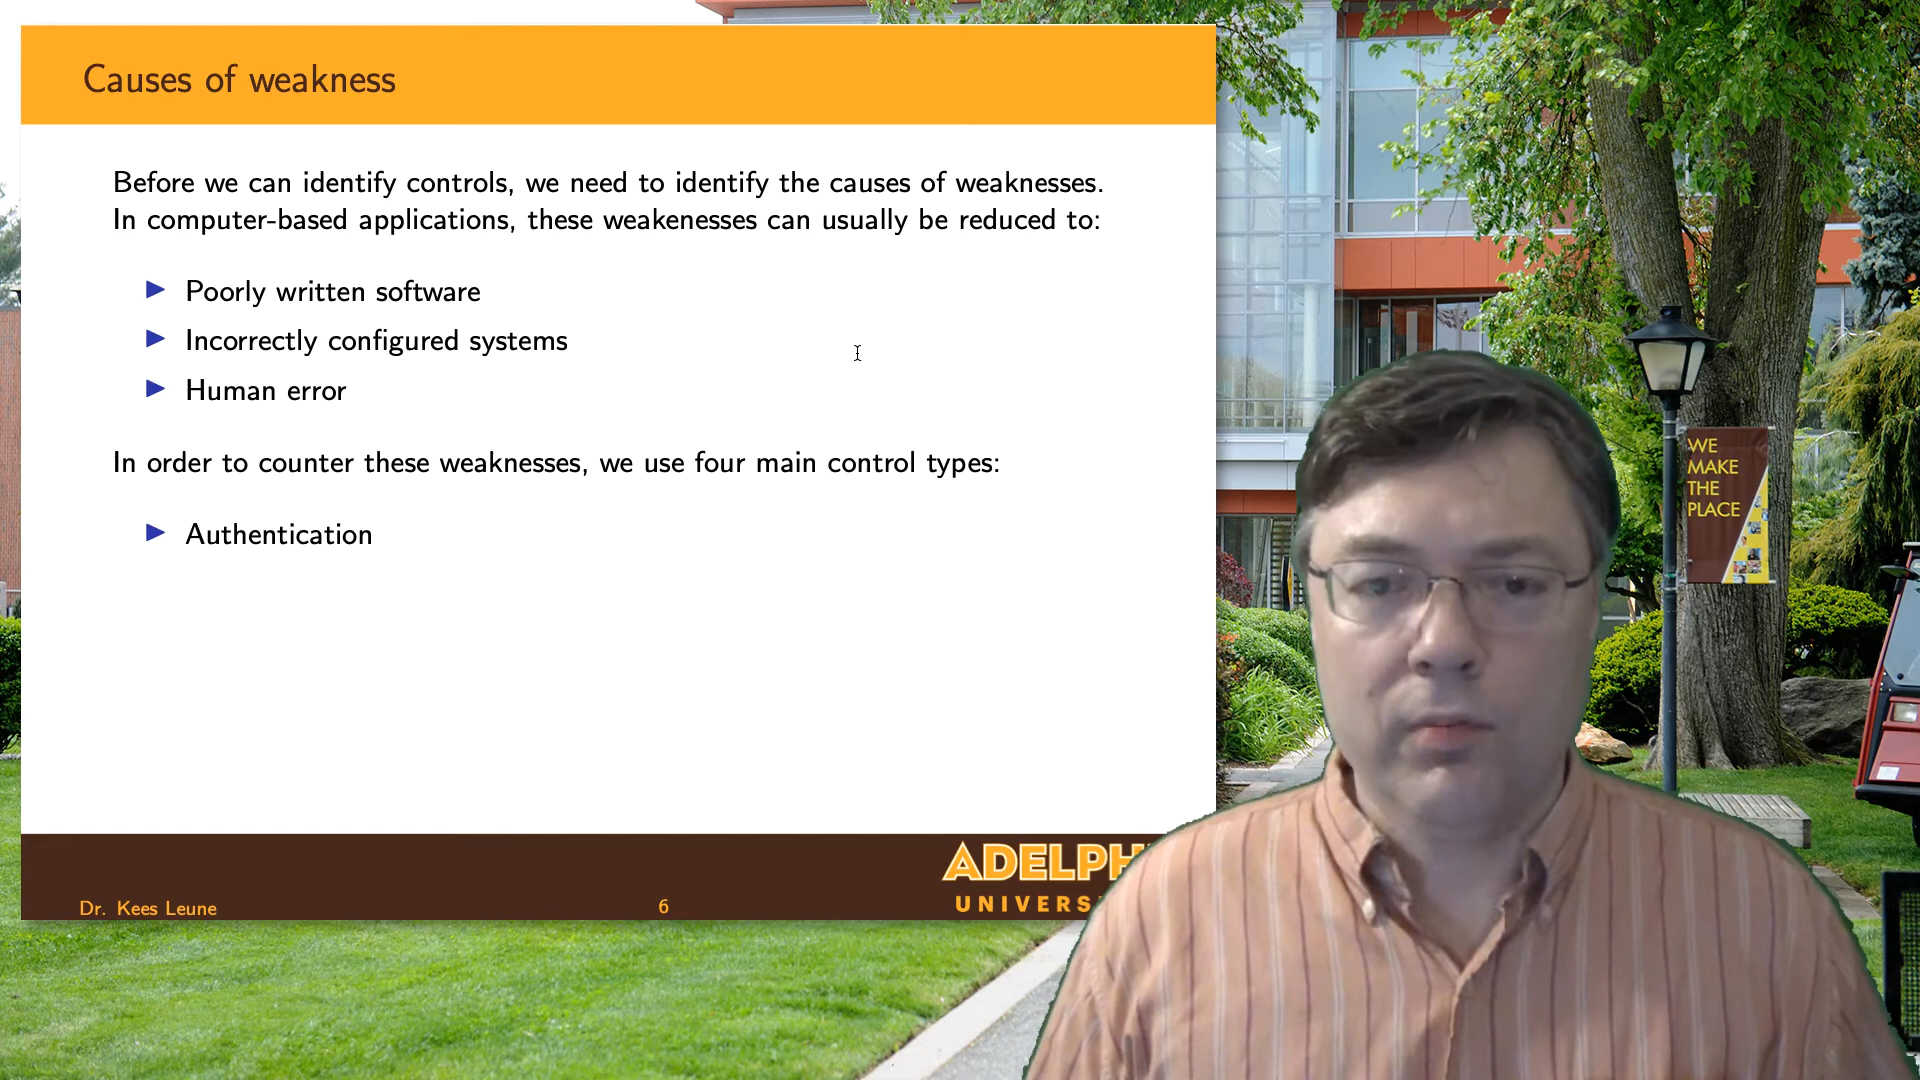 Causes of weakness
Before we can identify controls, we need to identify the causes of weaknesses.
In computer-based applications, these weakenesses can usually be reduced to:
Poorly written software
Incorrectly configured systems
Human error
In order to counter these weaknesses, we use four main control types:
Authentication
Dr. Kees Leune
6
ADELPH
UNIVERS
WE
MAKE
THE
PLACE